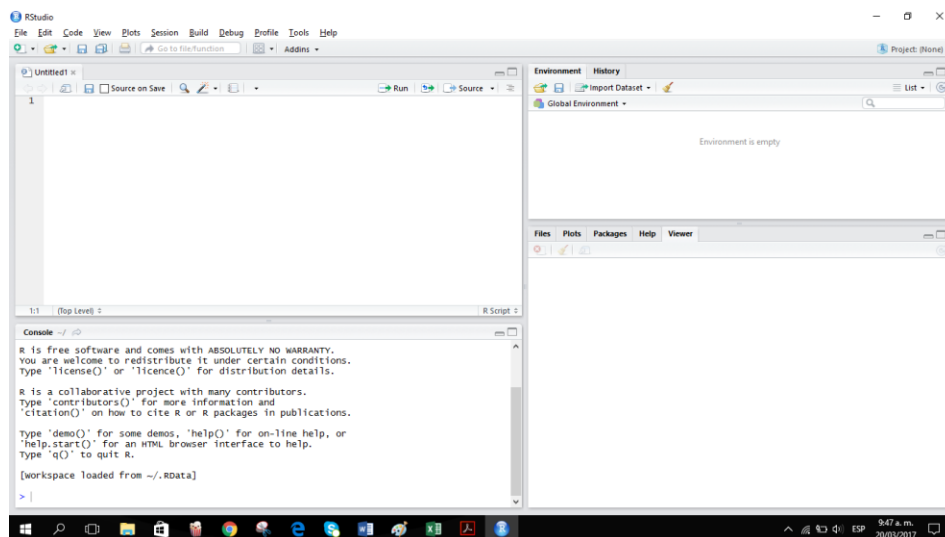 RStudio
File Edit Code View Plots Session Build Debug Profile Tools Help
Go to file/function Addins Project: (None)
Untitled1
Source on Save Run Source
1
1:1 (Top Level) R Script
Console ~/
R is free software and comes with ABSOLUTELY NO WARRANTY.
You are welcome to redistribute it under certain conditions.
Type 'license()' or 'licence()' for distribution details.
R is a collaborative project with many contributors.
Type 'contributors()' for more information and
'citation()' on how to cite R or R packages in publications.
Type 'demo()' for some demos, 'help()' for on-line help, or
'help.start()' for an HTML browser interface to help.
Type 'q()' to quit R.
[Workspace loaded from ~/.RData]
>
Environment History
Import Dataset List
Global Environment
Environment is empty
Files Plots Packages Help Viewer
ESP
9:47 a. m.
20/03/2017